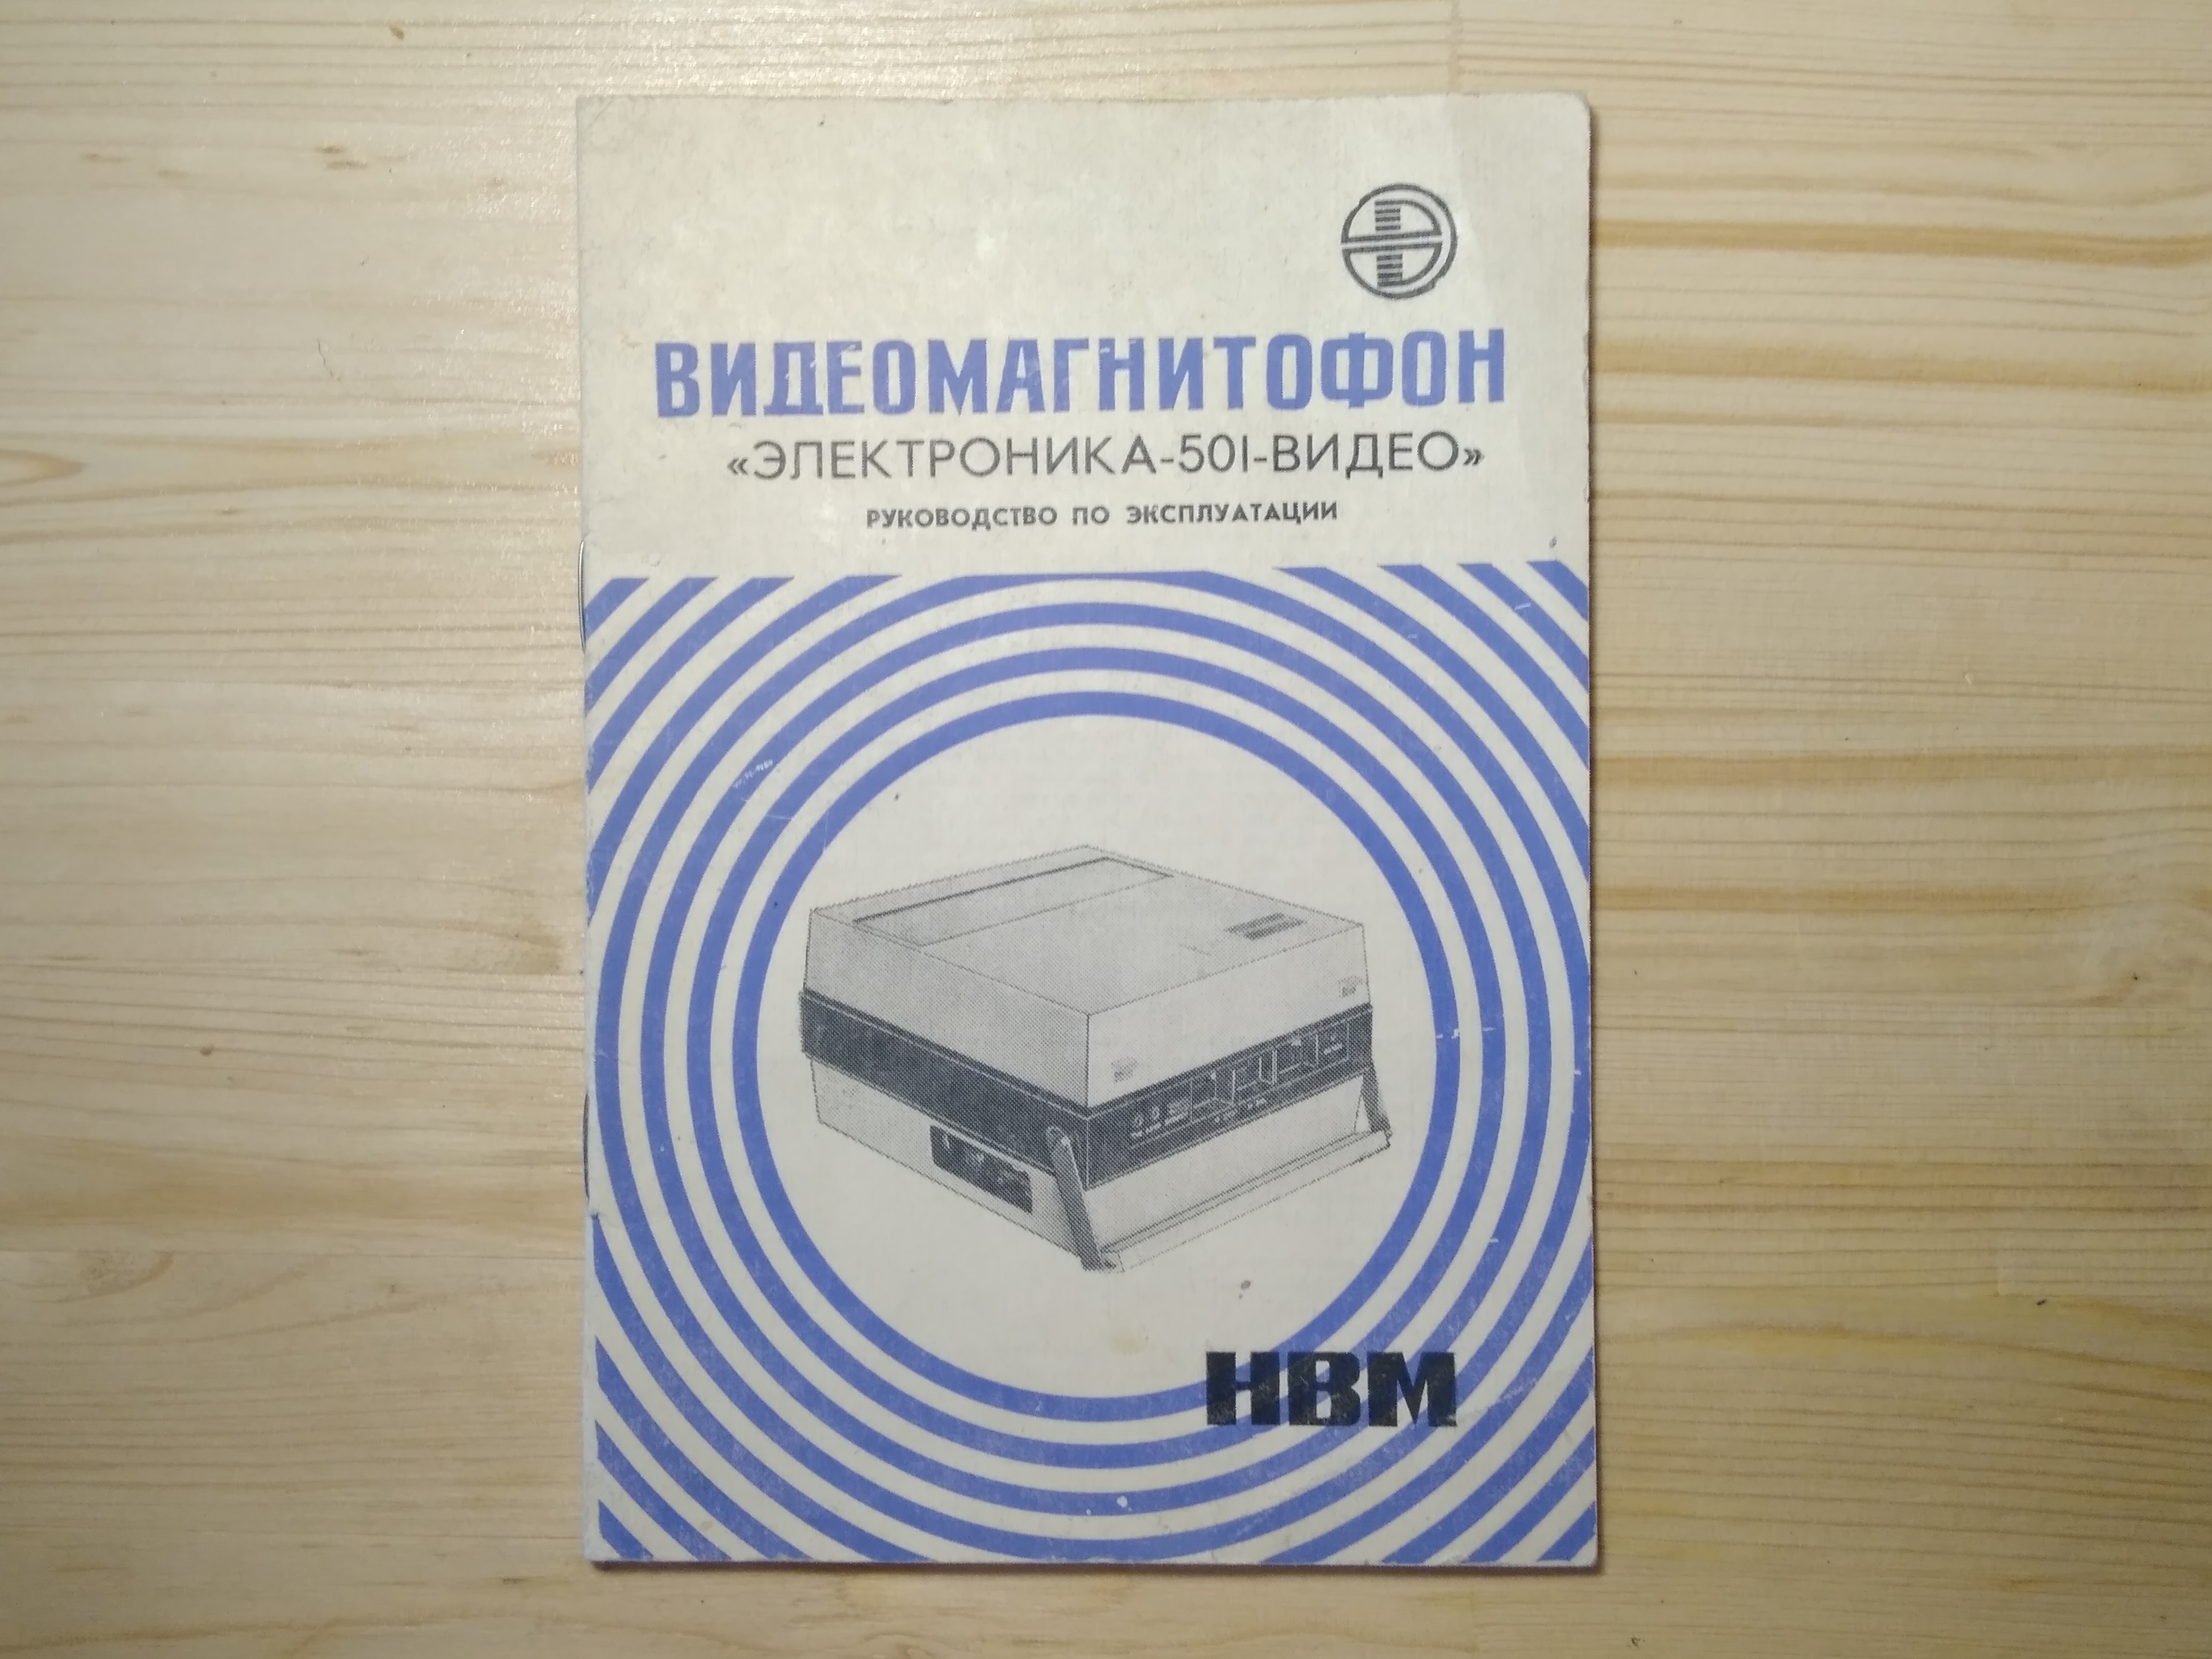 ВИДЕОМАГНИТОФОН
«ЭЛЕКТРОНИКА-501-ВИДЕО»
РУКОВОДСТВО ПО ЭКСПЛУАТАЦИИ
НВМ